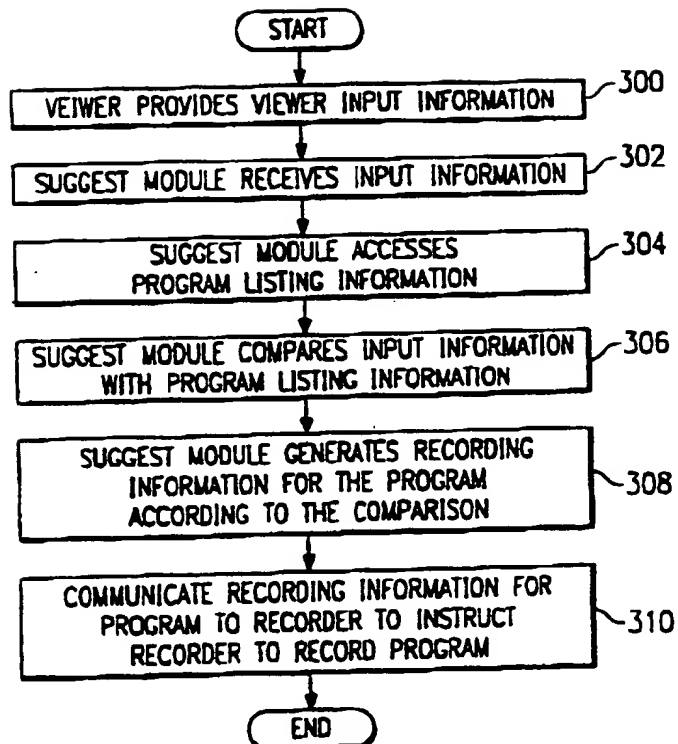 START
VEIWER PROVIDES VIEWER INPUT INFORMATION
300
SUGGEST MODULE RECEIVES INPUT INFORMATION
302
SUGGEST MODULE ACCESSES
PROGRAM LISTING INFORMATION
304
SUGGEST MODULE COMPARES INPUT INFORMATION
WITH PROGRAM LISTING INFORMATION
306
SUGGEST MODULE GENERATES RECORDING
INFORMATION FOR THE PROGRAM
ACCORDING TO THE COMPARISON
308
COMMUNICATE RECORDING INFORMATION FOR
PROGRAM TO RECORDER TO INSTRUCT
RECORDER TO RECORD PROGRAM
310
END